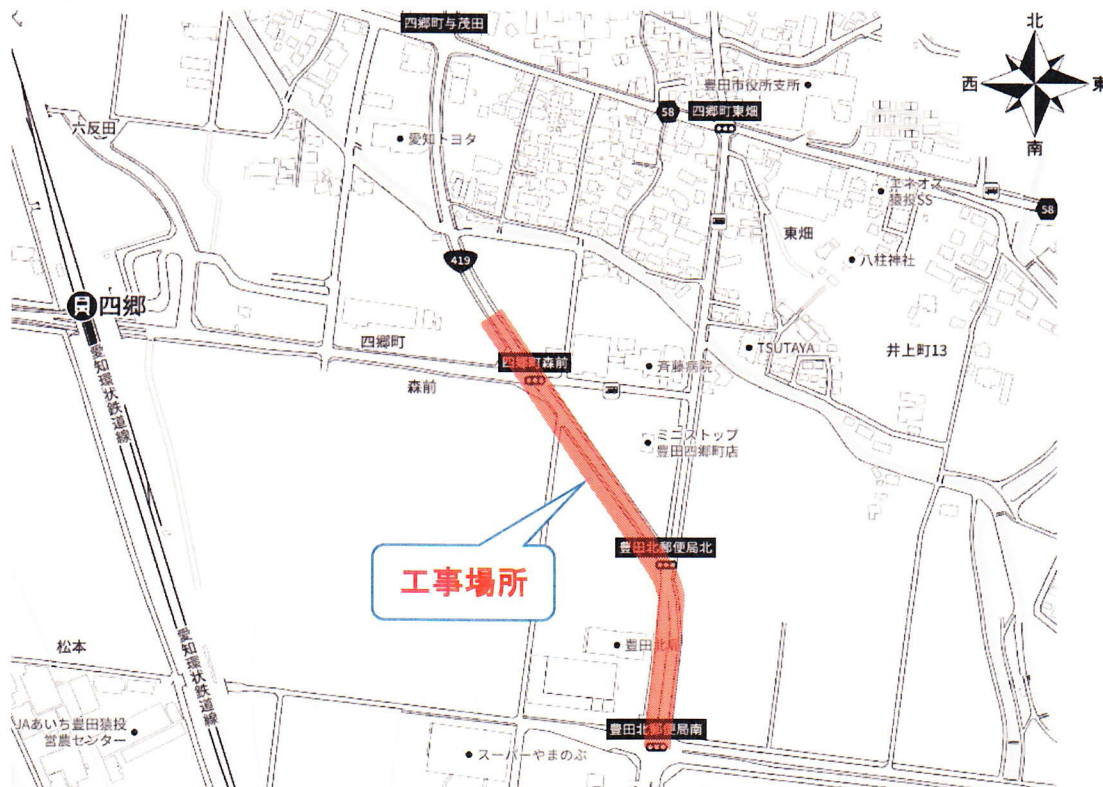 四郷町与茂田
北
西
東
南
豊田市役所支所
58
四郷町東畑
六反田
愛知トヨタ
エネオス
猿投SS
58
東畑
419
八柱神社
四郷
四郷町
四郷町森前
TSUTAYA
井上町13
斉藤病院
森前
愛知環状鉄道線
ミニストップ
豊田四郷町店
豊田北郵便局北
工事場所
豊田北局
松本
愛知環状鉄道線
JAあいち豊田猿投
営農センター
豊田北郵便局南
スーパーやまのぶ